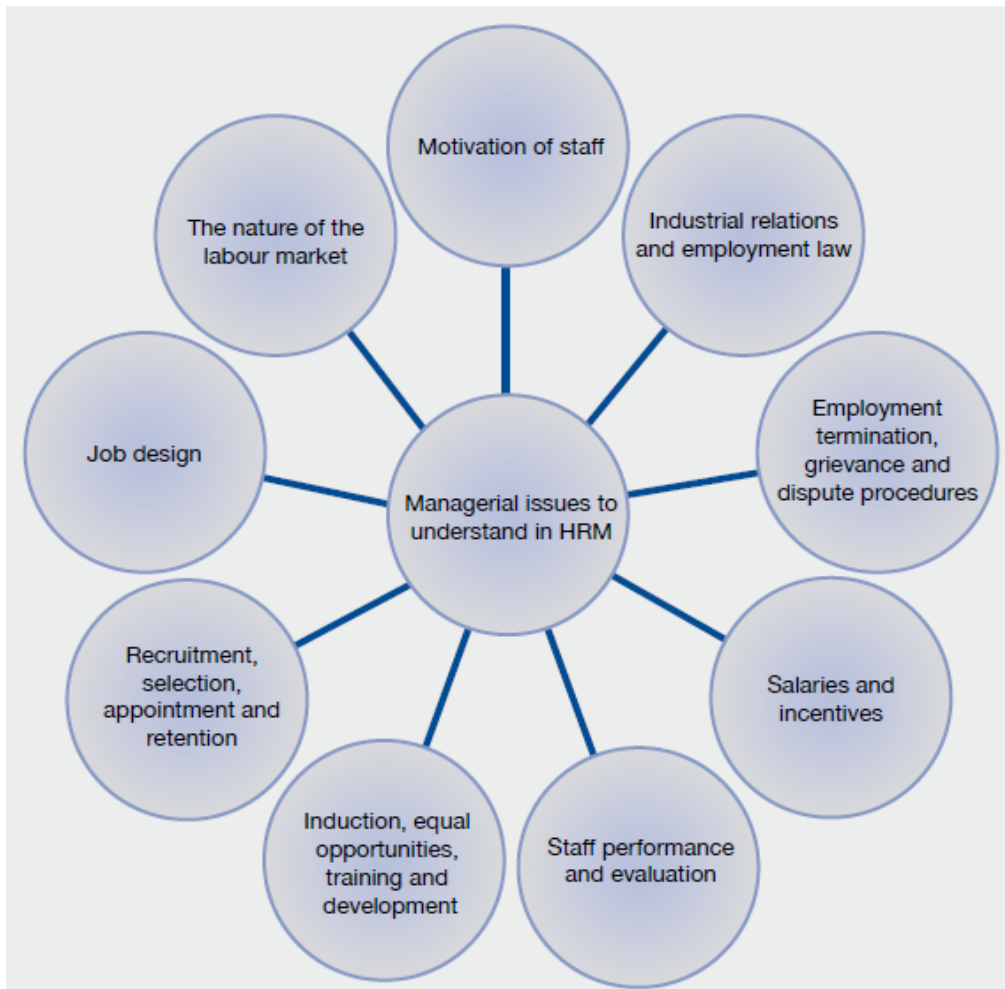 Motivation of staff
Industrial relations
and employment law
Employment
termination,
grievance and
dispute procedures
Salaries and
incentives
Staff performance
and evaluation
Induction, equal
opportunities,
training and
development
Recruitment,
selection,
appointment and
retention
Job design
The nature of the
labour market
Managerial issues to
understand in HRM